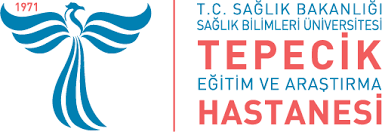 1971
T.C. SAĞLIK BAKANLIĞI
SAĞLIK BİLİMLERİ ÜNİVERSİTESİ
TEPECİK
EĞİTİM VE ARAŞTIRMA
HASTANESİ